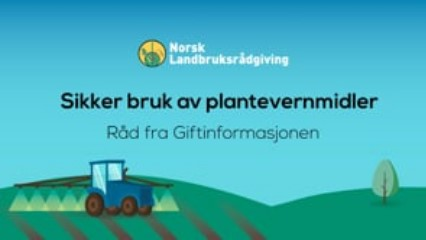 Norsk
Landbruksrådgiving
Sikker bruk av plantevernmidler
Råd fra Giftinformasjonen